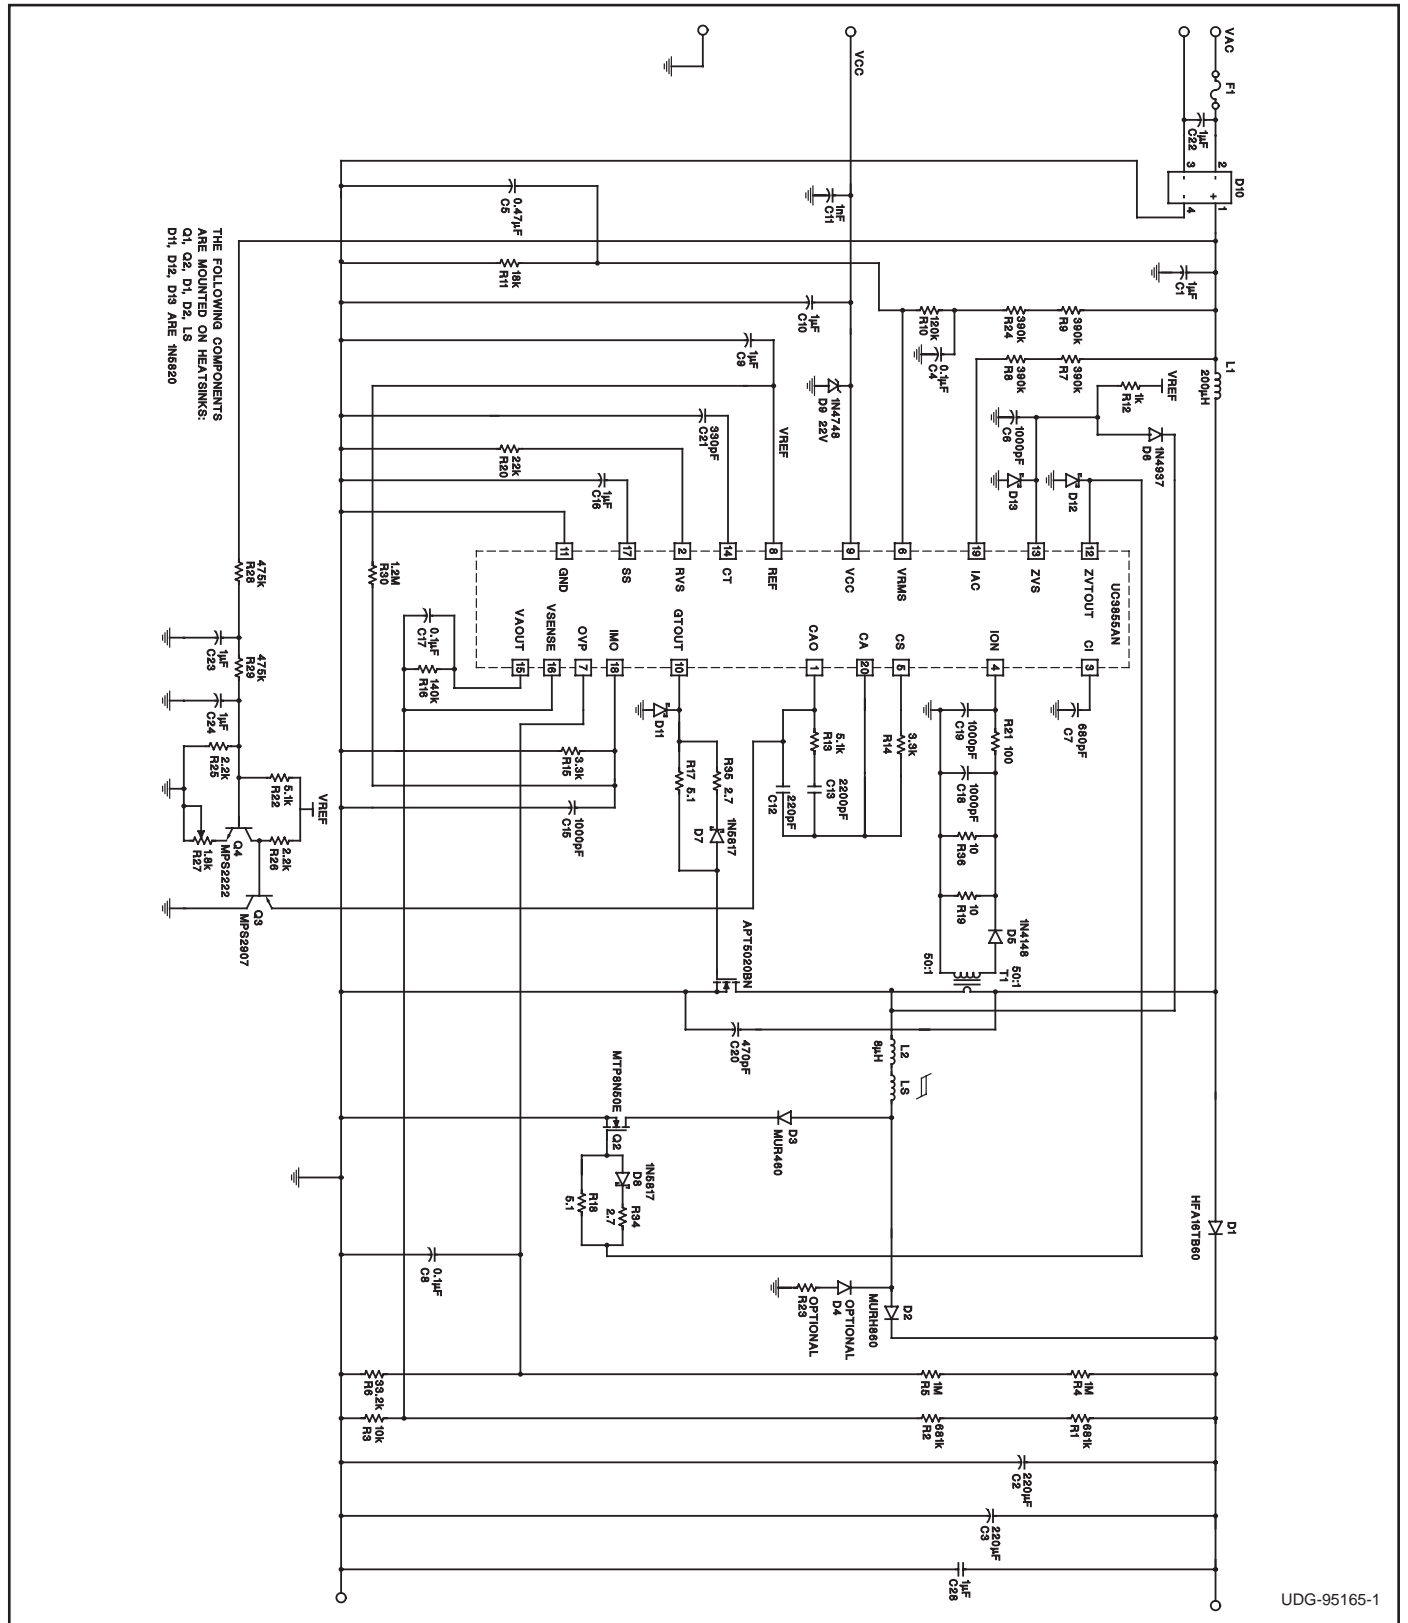 VAC
F1
1µF
C22
3
2
D10
-
-
-
+
4
1
VCC
1nF
C11
0.47µF
C5
18k
R11
1µF
C10
1µF
C9
1µF
C1
120k
R10
390k
R24
390k
R9
0.1µF
C4
390k
R8
390k
R7
L1
200µH
VREF
1k
R12
1N4748
D9 22V
1000pF
C6
1N4937
D6
D13
D12
VREF
330pF
C21
22k
R20
1µF
C16
THE FOLLOWING COMPONENTS
ARE MOUNTED ON HEATSINKS:
Q1, Q2, D1, D2, LS
D11, D12, D13 ARE 1N5820
475k
R28
1.2M
R30
11
GND
17
SS
2
RVS
14
CT
8
REF
9
VCC
6
VRMS
19
IAC
13
ZVS
12
ZVTOUT
UC3855AN
VAOUT
15
VSENSE
16
OVP
7
IMO
18
GTOUT
10
CAO
1
CA
20
CS
5
ION
4
CI
3
1µF
C23
475k
R29
1µF
C24
0.1µF
C17
140k
R16
2.2k
R25
5.1k
R22
VREF
2.2k
R26
1.8k
R27
Q4
MPS2222
Q3
MPS2907
3.3k
R15
1000pF
C15
D11
R17 5.1
R35 2.7
1N5817
D7
5.1k
R13
2200pF
C13
220pF
C12
3.3k
R14
1000pF
C19
R21 100
680pF
C7
1000pF
C18
10
R36
10
R19
1N4148
D5
50:1
T1
50:1
APT5020BN
470pF
C20
L2
8µH
LS
MTP8N50E
Q2
D3
MUR460
1N5817
D8
R18
5.1
R34
2.7
HFA16TB60
D1
0.1µF
C8
OPTIONAL
R23
OPTIONAL
D4
D2
MURH860
33.2k
R6
1M
R5
1M
R4
10k
R3
681k
R2
681k
R1
220µF
C2
220µF
C3
1µF
C28
UDG-95165-1